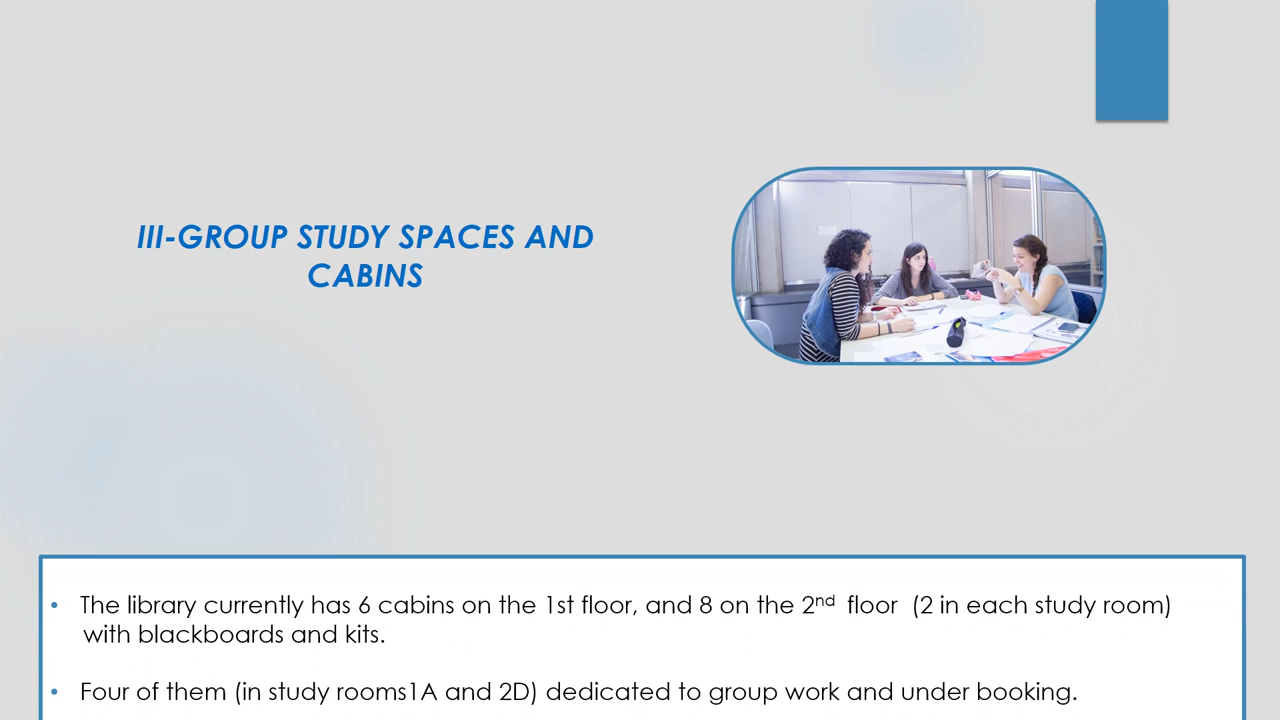 III-GROUP STUDY SPACES AND
CABINS
• The library currently has 6 cabins on the 1st floor, and 8 on the 2nd floor (2 in each study room)
with blackboards and kits.
• Four of them (in study rooms1A and 2D) dedicated to group work and under booking.